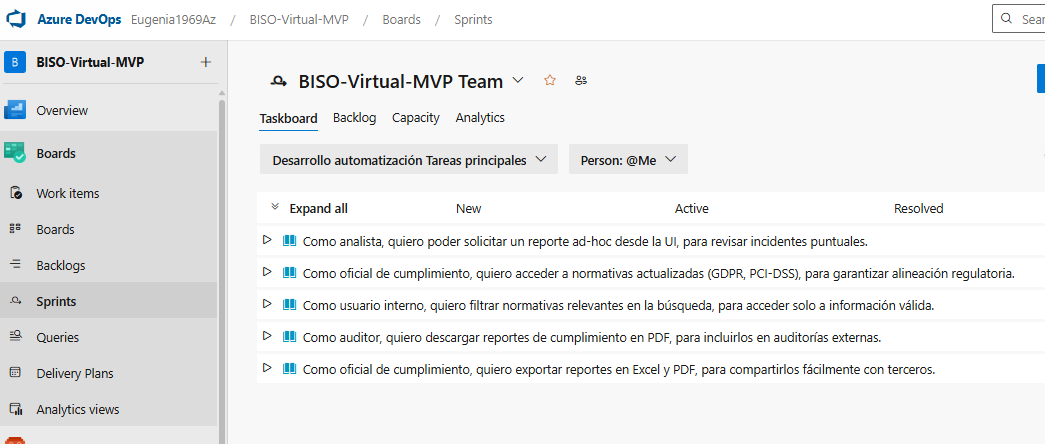 Azure DevOps Eugenia1969Az / BISO-Virtual-MVP / Boards / Sprints
B BISO-Virtual-MVP +
Overview
Boards
Work items
Boards
Backlogs
Sprints
Queries
Delivery Plans
Analytics views
BISO-Virtual-MVP Team
Taskboard Backlog Capacity Analytics
Desarrollo automatización Tareas principales Person: @Me
Expand all New Active Resolved
Como analista, quiero poder solicitar un reporte ad-hoc desde la UI, para revisar incidentes puntuales.
Como oficial de cumplimiento, quiero acceder a normativas actualizadas (GDPR, PCI-DSS), para garantizar alineación regulatoria.
Como usuario interno, quiero filtrar normativas relevantes en la búsqueda, para acceder solo a información válida.
Como auditor, quiero descargar reportes de cumplimiento en PDF, para incluirlos en auditorías externas.
Como oficial de cumplimiento, quiero exportar reportes en Excel y PDF, para compartirlos fácilmente con terceros.